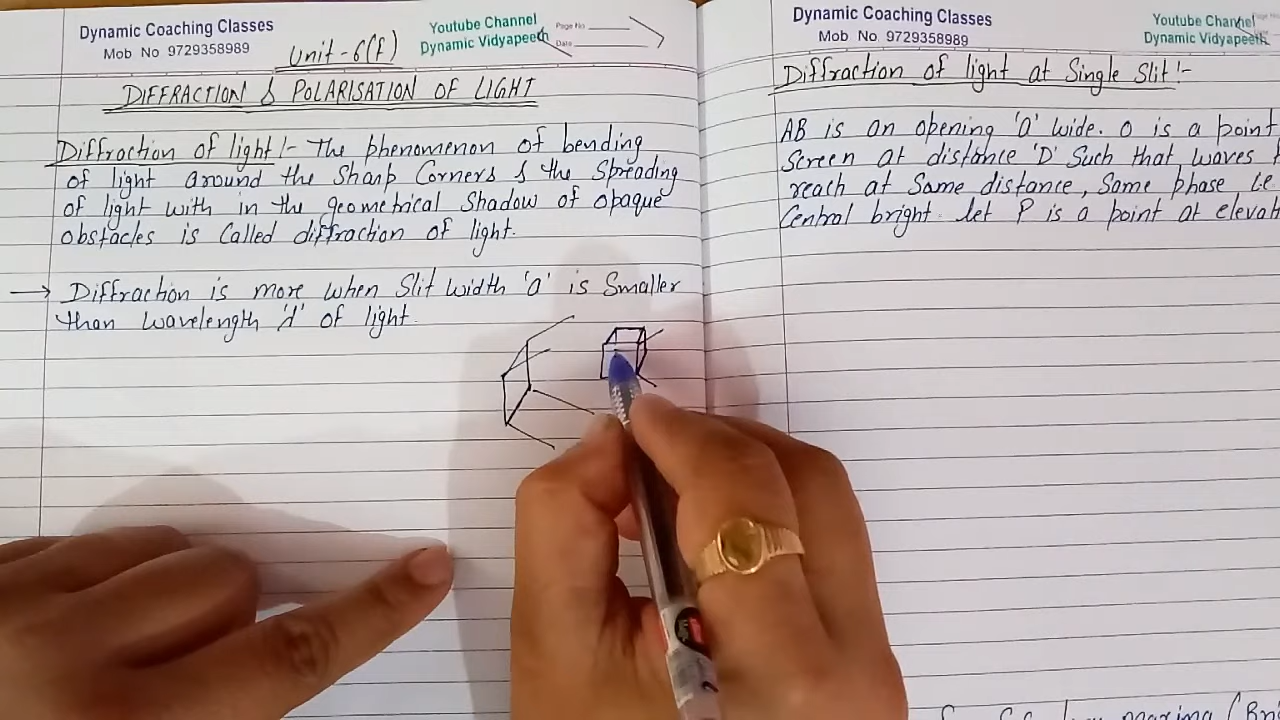 Dynamic Coaching Classes
Mob No 9729358989
Youtube Channel
Dynamic Vidyapeeth
Page No
Date
Unit-6(f)
DIFFRACTION & POLARISATION OF LIGHT
Diffraction of light :- The phenomenon of bending
of light around the sharp Corners & the Spreading
of light with in the geometrical Shadow of opaque
obstacles is Called diffraction of light.
→ Diffraction is more when Slit width 'a' is Smaller
than wavelength 'λ' of light.
Dynamic Coaching Classes
Mob No 9729358989
Youtube Channel
Dynamic Vidyapeeth
Page No
Diffraction of light at Single Slit :-
AB is an opening 'a' wide. O is a point
Screen at distance 'D' Such that waves
reach at Same distance, Same phase, i.e.
Central bright. let P is a point at elevat